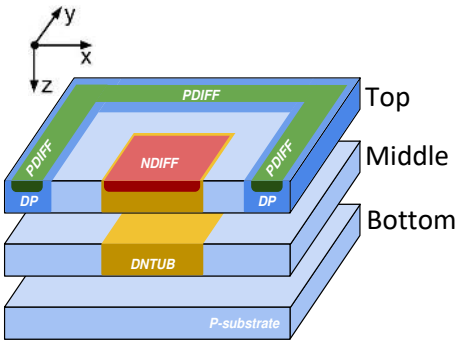 y
x
z
PDIFF
Top
PDIFF
NDIFF
PDIFF
Middle
DP
DP
Bottom
DNTUB
P-substrate